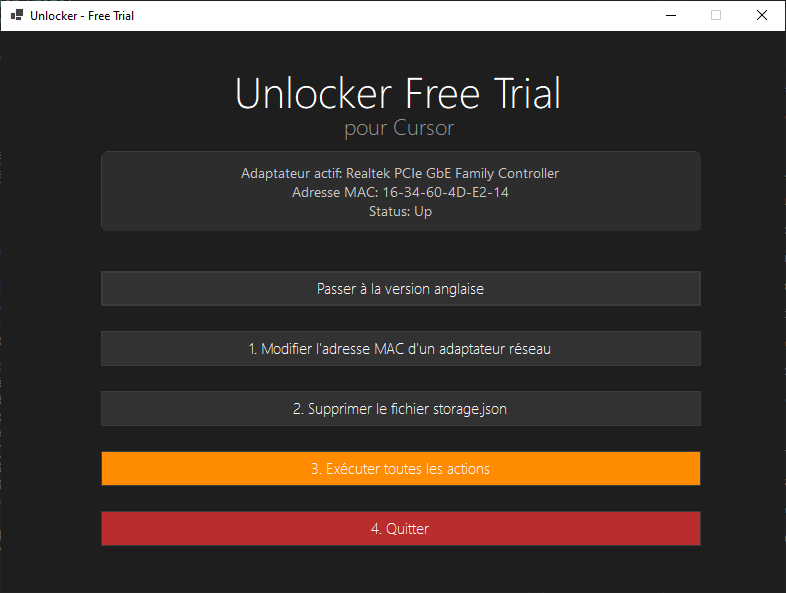 Unlocker - Free Trial
Unlocker Free Trial
pour Cursor
Adaptateur actif: Realtek PCIe GbE Family Controller
Adresse MAC: 16-34-60-4D-E2-14
Status: Up
Passer à la version anglaise
1. Modifier l'adresse MAC d'un adaptateur réseau
2. Supprimer le fichier storage.json
3. Exécuter toutes les actions
4. Quitter